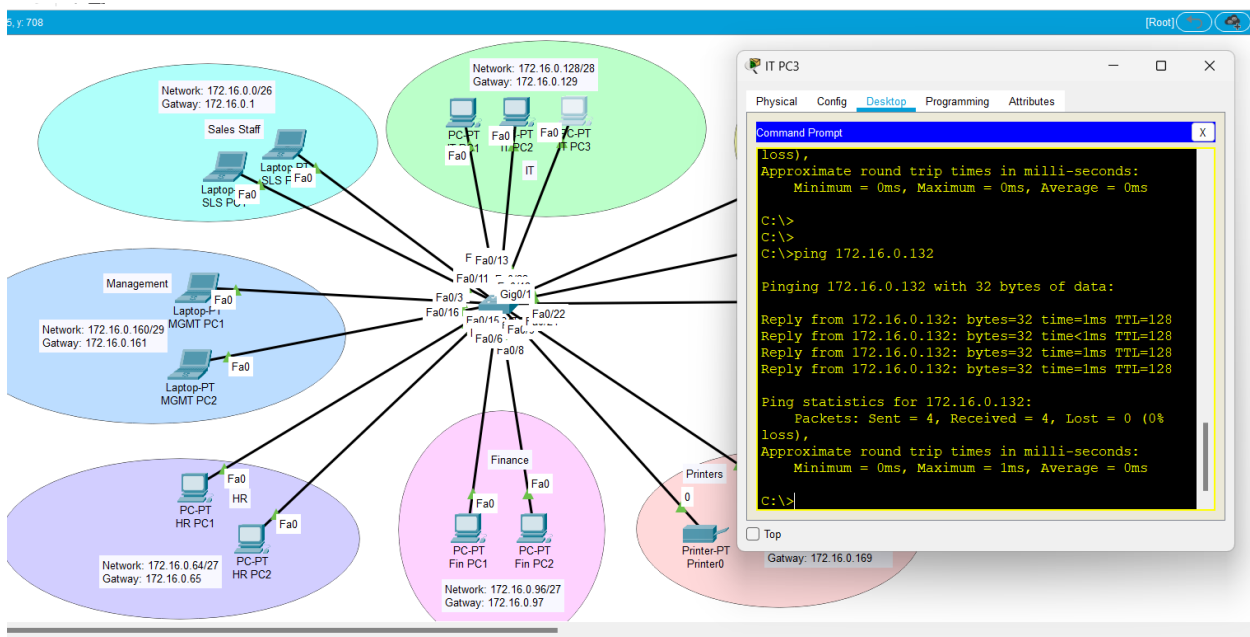 5, y: 708
[Root]
Network: 172.16.0.0/26
Gatway: 172.16.0.1
Sales Staff
Laptop-PT
SLS PC1
Fa0
Fa0
Network: 172.16.0.128/28
Gatway: 172.16.0.129
PC-PT
Fa0
Fa0
Fa0
IT
Management
Laptop-PT
MGMT PC1
Fa0
Network: 172.16.0.160/29
Gatway: 172.16.0.161
Laptop-PT
MGMT PC2
Fa0
Fa0/13
Fa0/11
Gig0/1
Fa0/3
Fa0/16
Fa0/22
Fa0/6
Fa0/8
PC-PT
HR PC1
Fa0
HR
PC-PT
HR PC2
Fa0
Network: 172.16.0.64/27
Gatway: 172.16.0.65
Finance
Fa0
Fa0
PC-PT
Fin PC1
PC-PT
Fin PC2
Network: 172.16.0.96/27
Gatway: 172.16.0.97
Printers
0
Printer-PT
Printer0
Gatway: 172.16.0.169
IT PC3
Physical Config Desktop Programming Attributes
Command Prompt
X
loss),
Approximate round trip times in milli-seconds:
Minimum = 0ms, Maximum = 0ms, Average = 0ms
C:\>
C:\>
C:\>ping 172.16.0.132
Pinging 172.16.0.132 with 32 bytes of data:
Reply from 172.16.0.132: bytes=32 time=1ms TTL=128
Reply from 172.16.0.132: bytes=32 time<1ms TTL=128
Reply from 172.16.0.132: bytes=32 time=1ms TTL=128
Reply from 172.16.0.132: bytes=32 time=1ms TTL=128
Ping statistics for 172.16.0.132:
Packets: Sent = 4, Received = 4, Lost = 0 (0%
loss),
Approximate round trip times in milli-seconds:
Minimum = 0ms, Maximum = 1ms, Average = 0ms
C:\>
Top